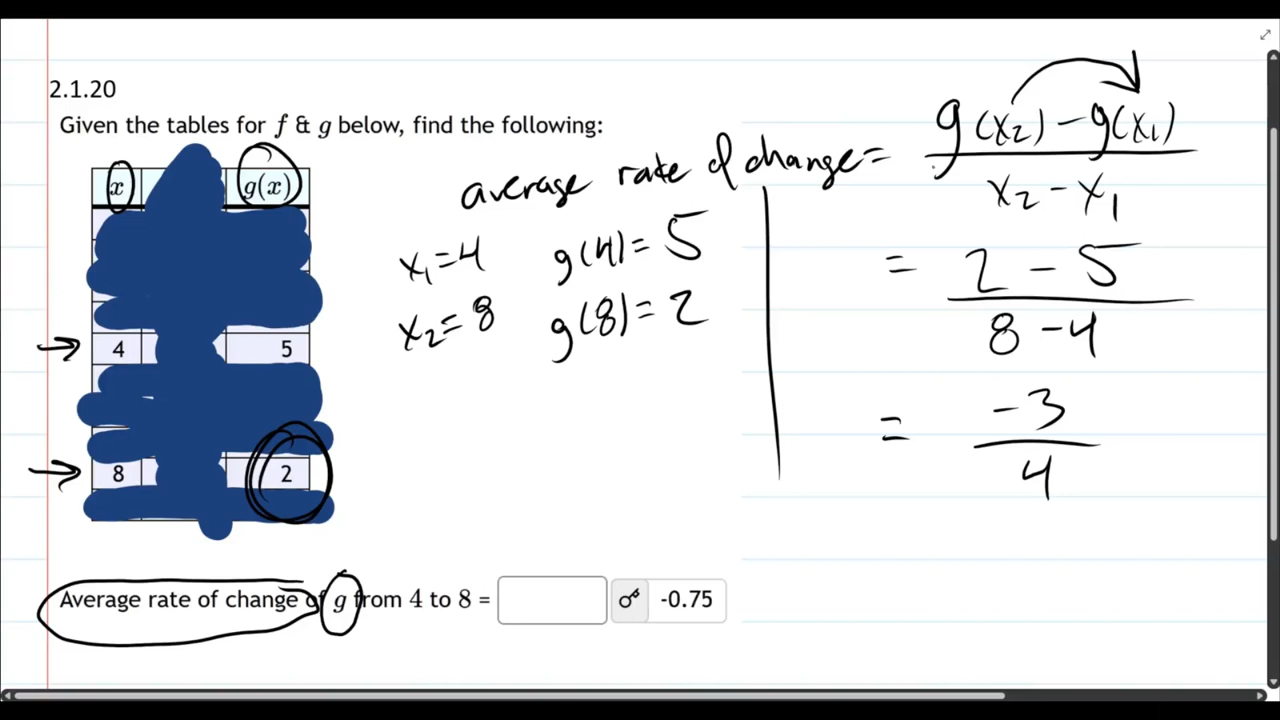 2.1.20
Given the tables for f & g below, find the following:
x g(x)
4 5
8 2
average rate of change = g(x₂) − g(x₁) / x₂ − x₁
x₁ = 4 g(4) = 5
x₂ = 8 g(8) = 2
= 2 − 5 / 8 − 4
= −3 / 4
Average rate of change of g from 4 to 8 = -0.75